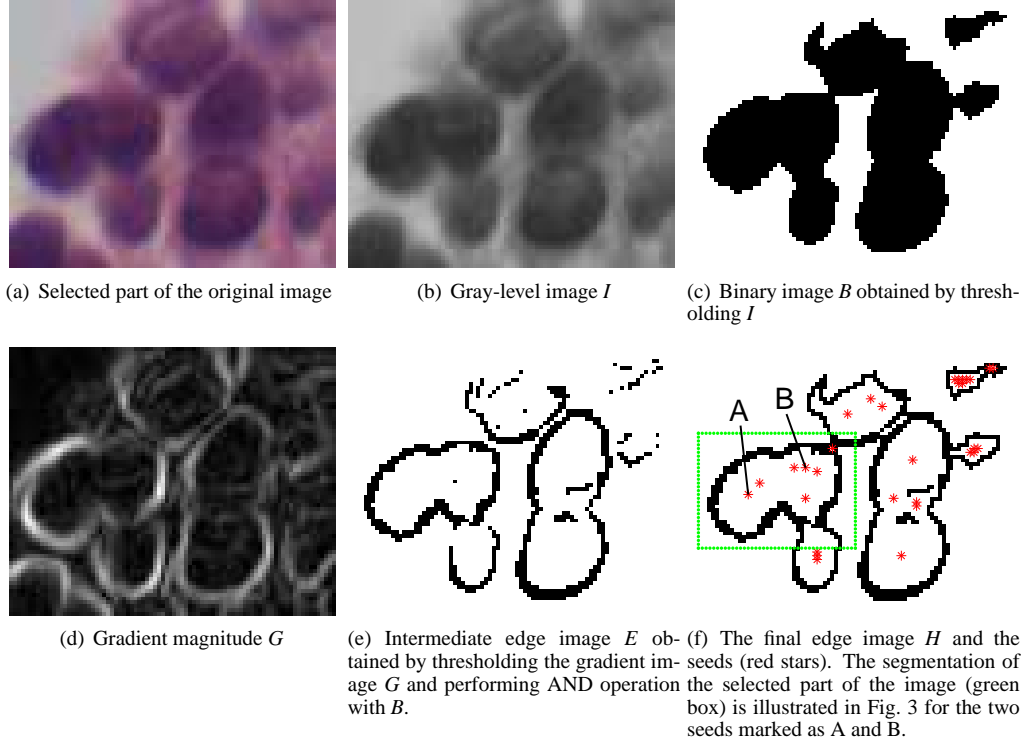 (a) Selected part of the original image
(b) Gray-level image I
(c) Binary image B obtained by thresh-
olding I
A
B
(d) Gradient magnitude G
(e) Intermediate edge image E ob-
tained by thresholding the gradient im-
age G and performing AND operation
with B.
(f) The final edge image H and the
seeds (red stars). The segmentation of
the selected part of the image (green
box) is illustrated in Fig. 3 for the two
seeds marked as A and B.